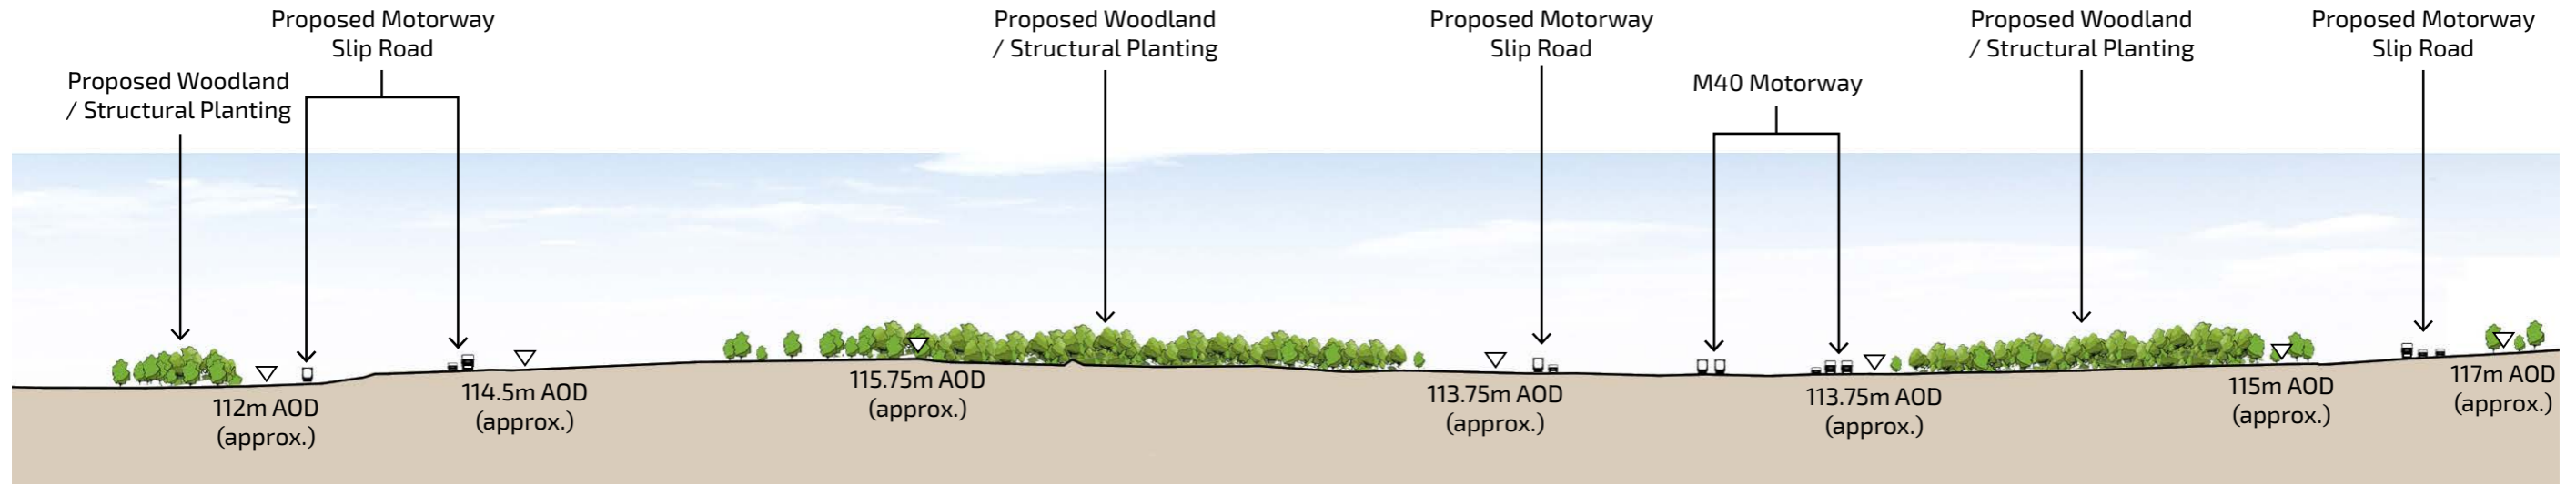 Proposed Motorway
Slip Road
Proposed Woodland
/ Structural Planting
Proposed Motorway
Slip Road
Proposed Woodland
/ Structural Planting
Proposed Motorway
Slip Road
Proposed Woodland
/ Structural Planting
M40 Motorway
112m AOD
(approx.)
114.5m AOD
(approx.)
115.75m AOD
(approx.)
113.75m AOD
(approx.)
113.75m AOD
(approx.)
115m AOD
(approx.)
117m AOD
(approx.)